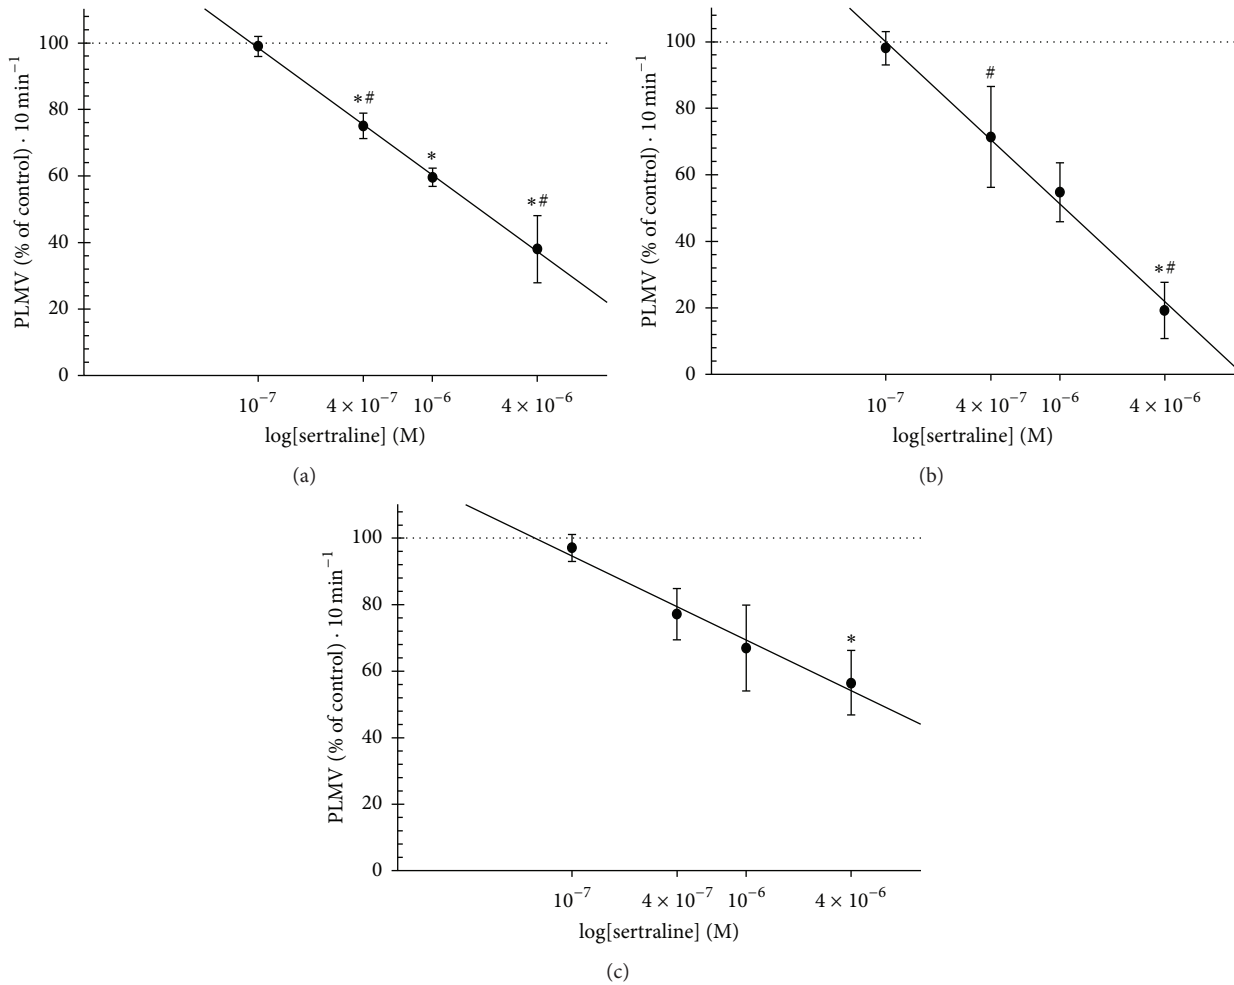 PLMV (% of control) · 10 min⁻¹
100
80
60
40
20
0
*#
*
*#
10⁻⁷ 4 × 10⁻⁷ 10⁻⁶ 4 × 10⁻⁶
log[sertraline] (M)
(a)
PLMV (% of control) · 10 min⁻¹
100
80
60
40
20
0
#
*#
10⁻⁷ 4 × 10⁻⁷ 10⁻⁶ 4 × 10⁻⁶
log[sertraline] (M)
(b)
PLMV (% of control) · 10 min⁻¹
100
80
60
40
20
0
*
10⁻⁷ 4 × 10⁻⁷ 10⁻⁶ 4 × 10⁻⁶
log[sertraline] (M)
(c)